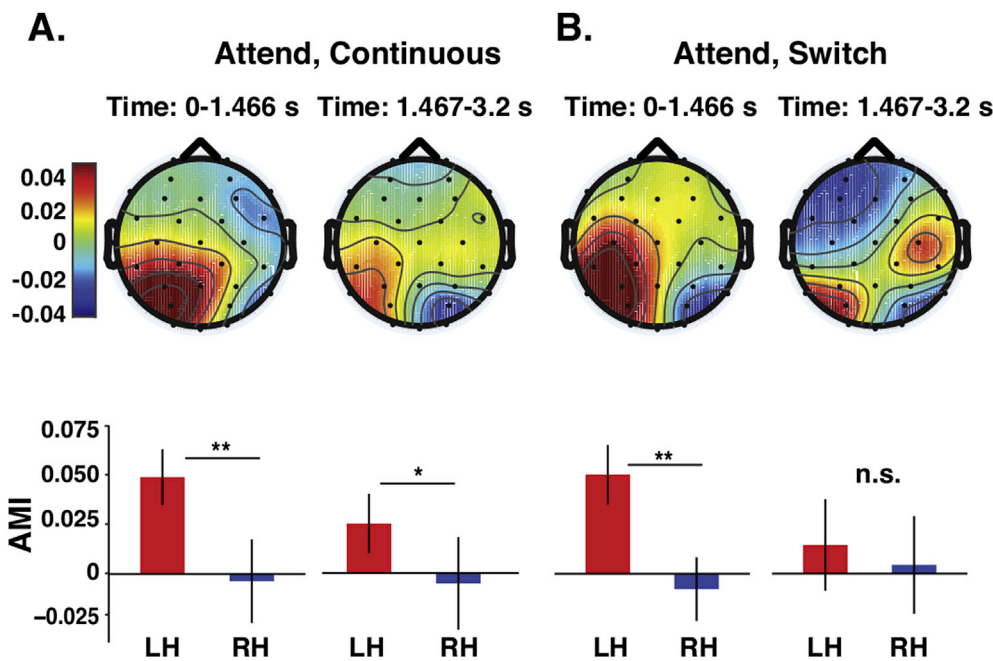 A.
B.
Attend, Continuous
Attend, Switch
Time: 0-1.466 s
Time: 1.467-3.2 s
Time: 0-1.466 s
Time: 1.467-3.2 s
0.04
0.02
0
-0.02
-0.04
AMI
0.075
0.050
0.025
0
−0.025
**
*
**
n.s.
LH
RH
LH
RH
LH
RH
LH
RH